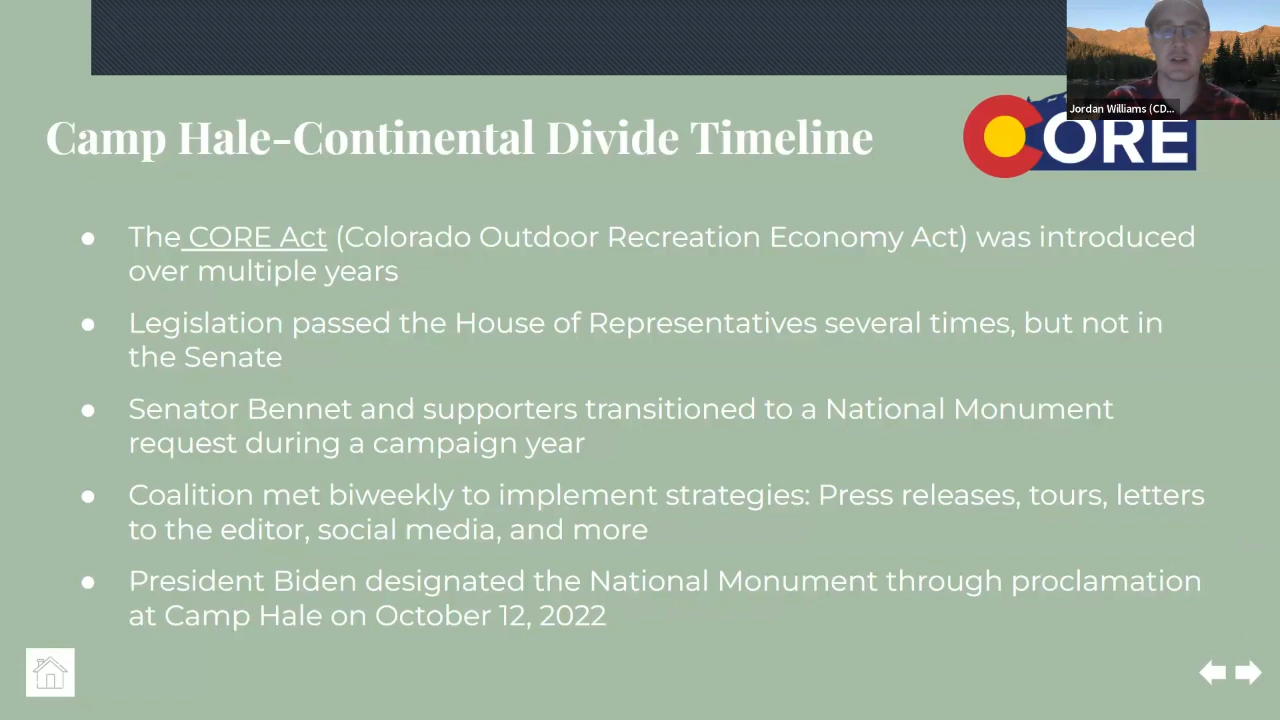 Jordan Williams (CD...
Camp Hale-Continental Divide Timeline
CORE
● The CORE Act (Colorado Outdoor Recreation Economy Act) was introduced
over multiple years
● Legislation passed the House of Representatives several times, but not in
the Senate
● Senator Bennet and supporters transitioned to a National Monument
request during a campaign year
● Coalition met biweekly to implement strategies: Press releases, tours, letters
to the editor, social media, and more
● President Biden designated the National Monument through proclamation
at Camp Hale on October 12, 2022